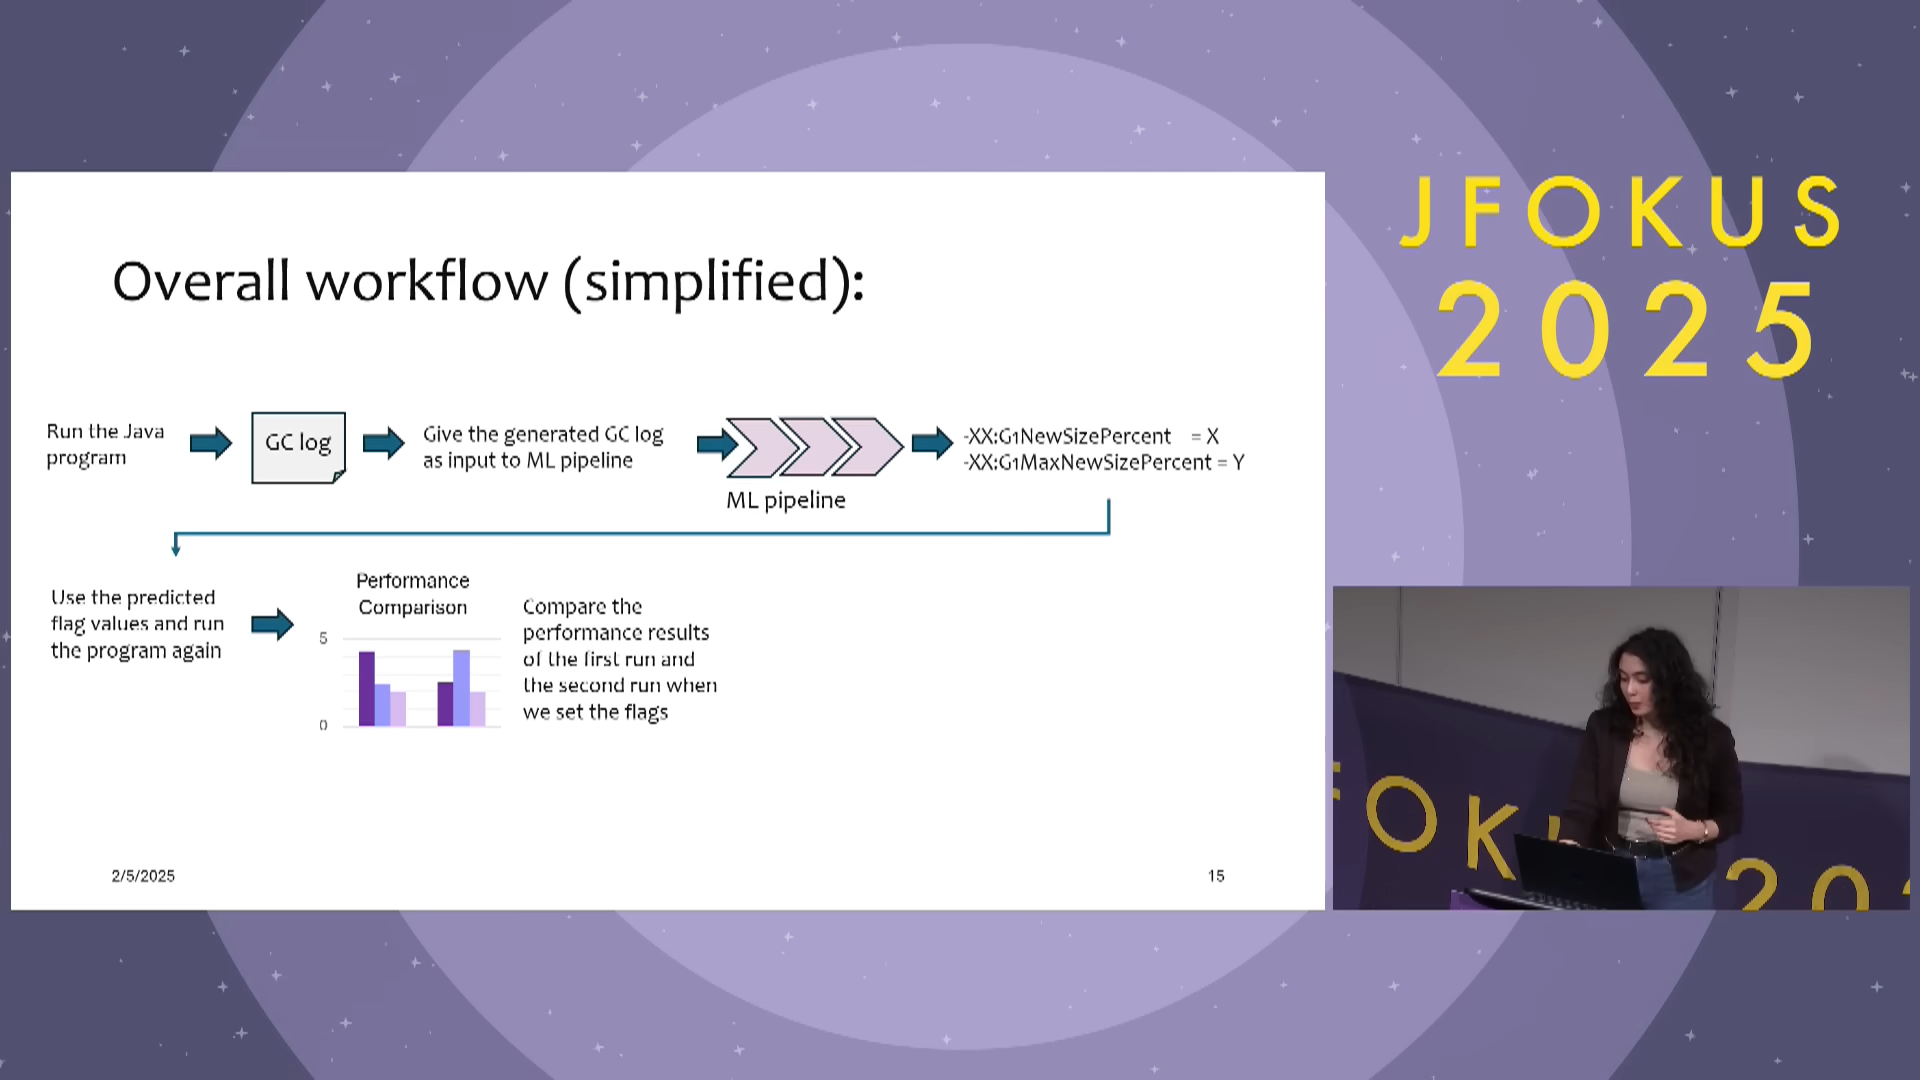 JFOKUS
2025
Overall workflow (simplified):
Run the Java
program
GC log
Give the generated GC log
as input to ML pipeline
ML pipeline
-XX:G1NewSizePercent = X
-XX:G1MaxNewSizePercent = Y
Use the predicted
flag values and run
the program again
Performance
Comparison
5
0
Compare the
performance results
of the first run and
the second run when
we set the flags
2/5/2025
15
FOKU
202